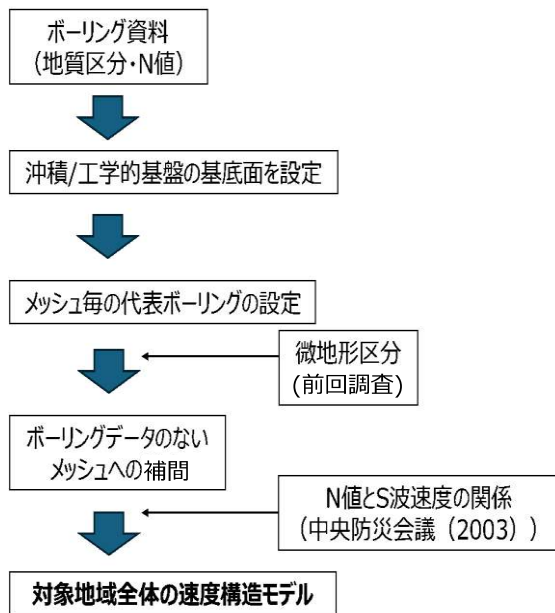 ボーリング資料
（地質区分・N値）
沖積/工学的基盤の基底面を設定
メッシュ毎の代表ボーリングの設定
微地形区分
(前回調査)
ボーリングデータのない
メッシュへの補間
N値とS波速度の関係
（中央防災会議（2003））
対象地域全体の速度構造モデル